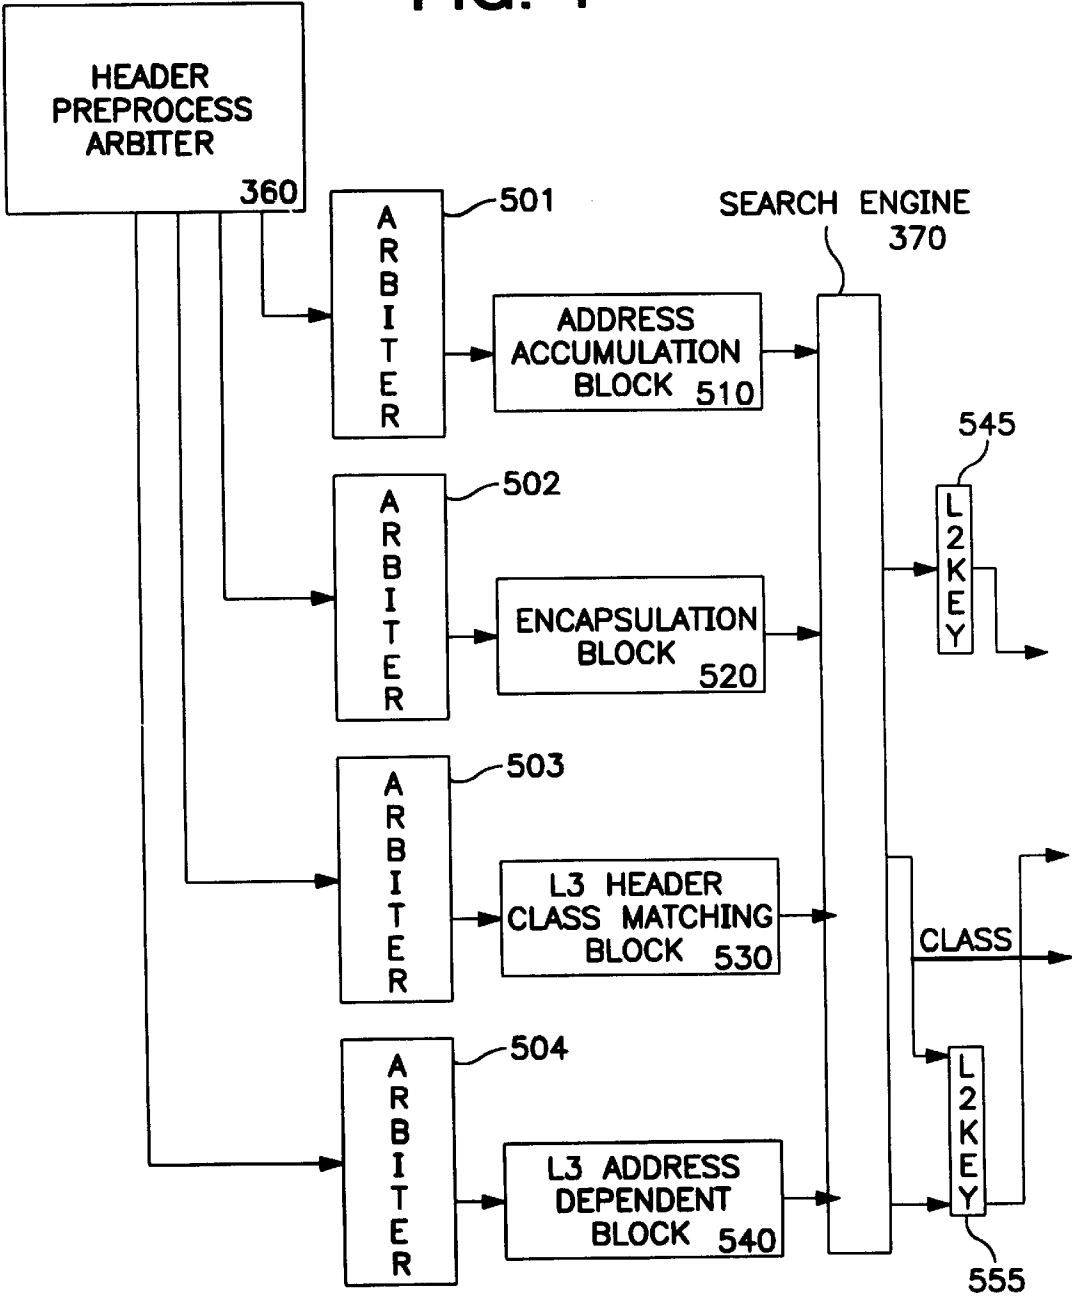 HEADER
PREPROCESS
ARBITER
360
ARBITER
501
ADDRESS
ACCUMULATION
BLOCK 510
SEARCH ENGINE
370
ARBITER
502
ENCAPSULATION
BLOCK 520
L2KEY
545
ARBITER
503
L3 HEADER
CLASS MATCHING
BLOCK 530
CLASS
ARBITER
504
L3 ADDRESS
DEPENDENT
BLOCK 540
L2KEY
555